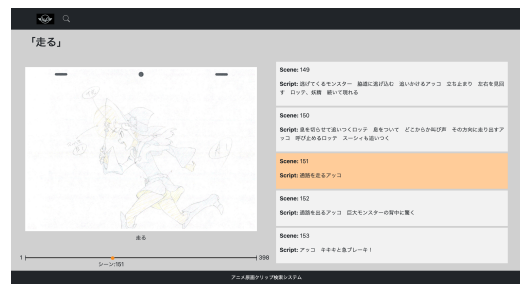 「走る」
走る
1
398
シーン:151
Scene: 149
Script: 逃げてくるモンスター　脇道に逃げ込む　追いかけるアッコ　立ち止まり　左右を見回
す　ロッテ、妖精　続いて現れる
Scene: 150
Script: 息を切らせて追いつくロッテ　息をついて　どこからか叫び声　その方向に走り出すア
ッコ　呼び止めるロッテ　スーシィも追いつく
Scene: 151
Script: 通路を走るアッコ
Scene: 152
Script: 通路を出るアッコ　巨大モンスターの背中に驚く
Scene: 153
Script: アッコ　キキキと急ブレーキ！
アニメ原画クリップ検索システム